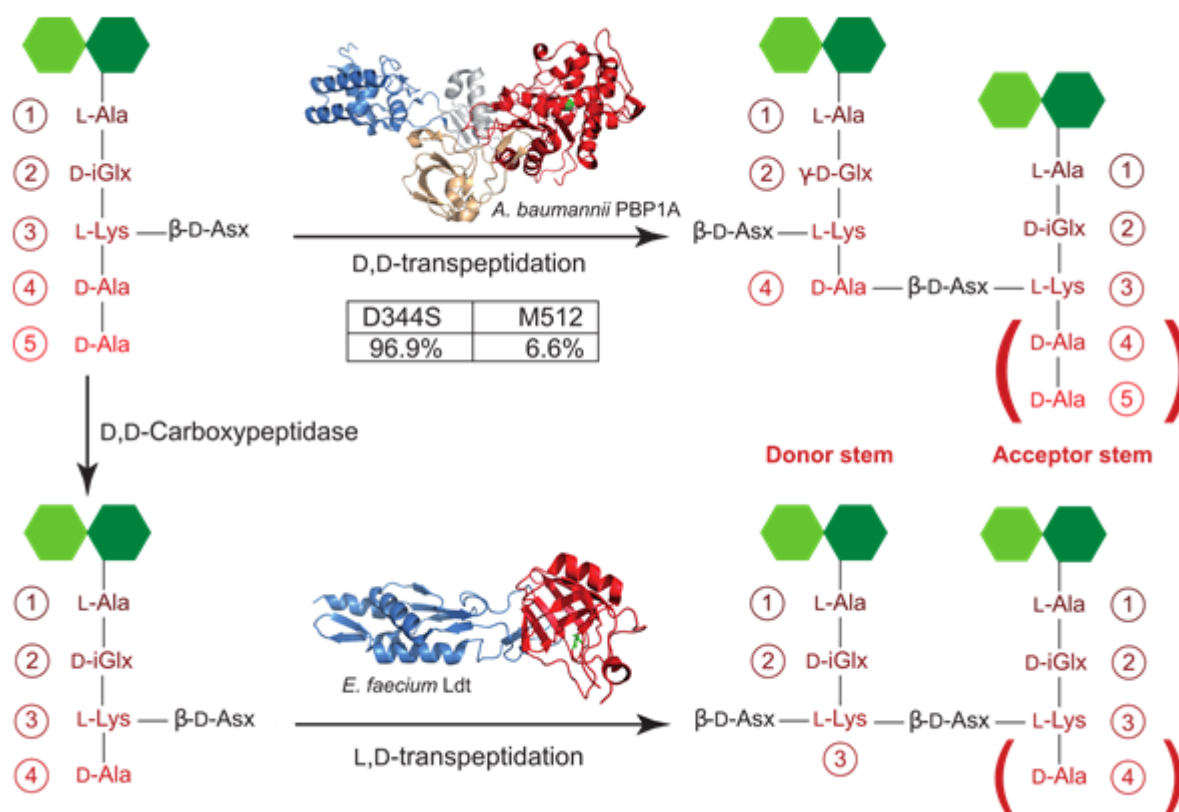 ① L-Ala
② D-iGlx
③ L-Lys β-D-Asx
④ D-Ala
⑤ D-Ala
A. baumannii PBP1A
D,D-transpeptidation
D344S M512
96.9% 6.6%
① L-Ala
② γ-D-Glx
β-D-Asx L-Lys
④ D-Ala β-D-Asx L-Lys ③
L-Ala ①
D-iGlx ②
( D-Ala ④ )
D-Ala ⑤
D,D-Carboxypeptidase
Donor stem Acceptor stem
① L-Ala
② D-iGlx
③ L-Lys β-D-Asx
④ D-Ala
E. faecium Ldt
L,D-transpeptidation
① L-Ala
② D-iGlx
β-D-Asx L-Lys β-D-Asx L-Lys ③
③
L-Ala ①
D-iGlx ②
( D-Ala ④ )